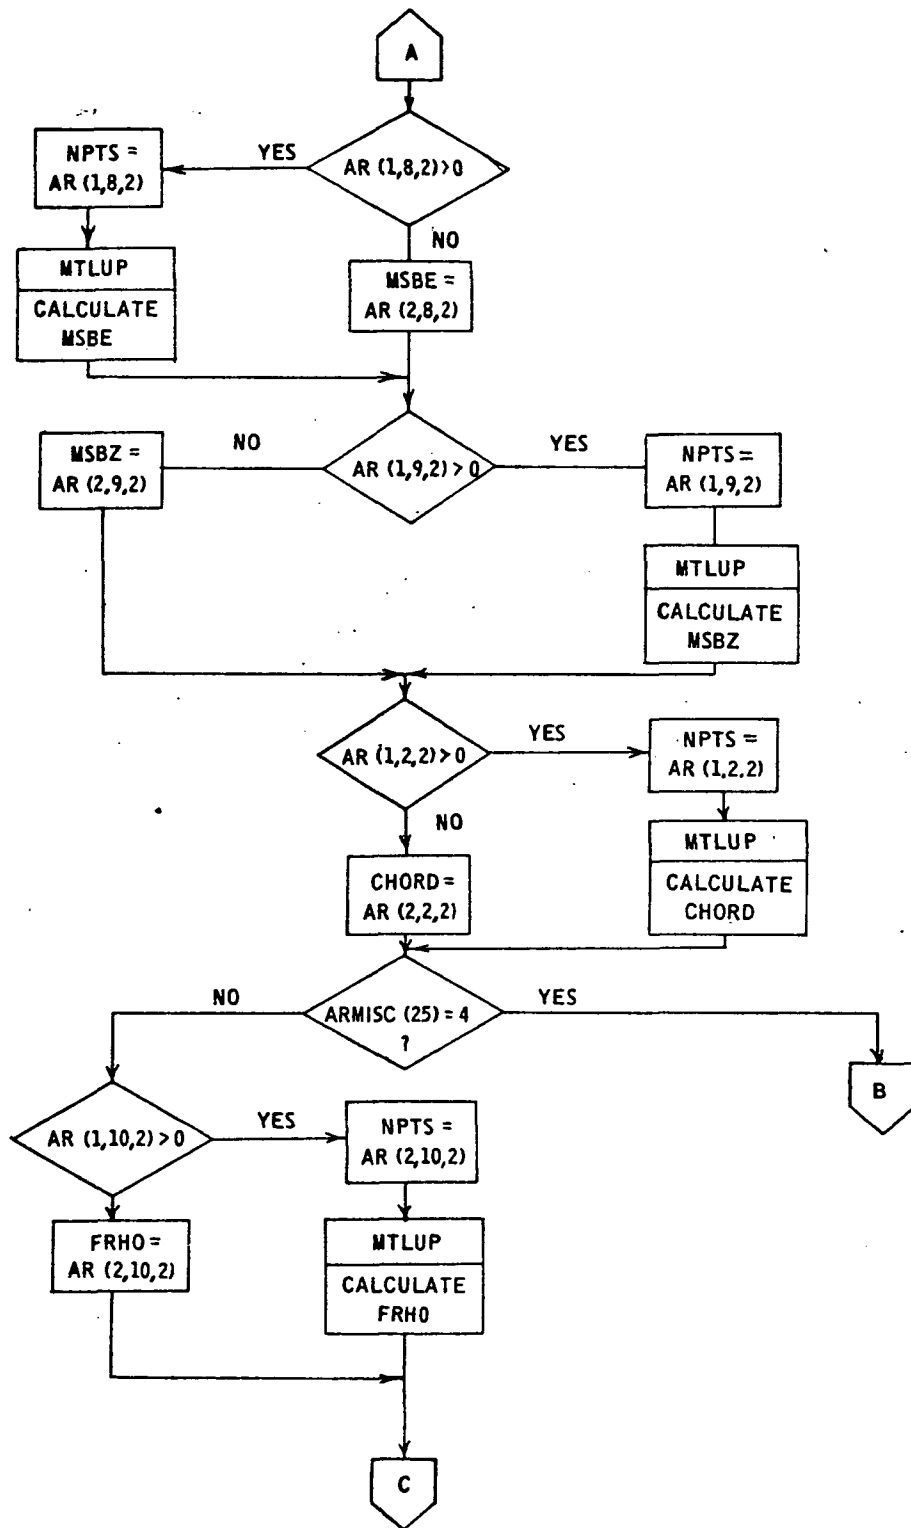 A
AR (1,8,2)>0
YES
NPTS =
AR (1,8,2)
NO
MTLUP
CALCULATE
MSBE
MSBE =
AR (2,8,2)
AR (1,9,2)>0
NO
YES
MSBZ =
AR (2,9,2)
NPTS =
AR (1,9,2)
MTLUP
CALCULATE
MSBZ
AR (1,2,2)>0
YES
NPTS =
AR (1,2,2)
NO
MTLUP
CALCULATE
CHORD
CHORD=
AR (2,2,2)
ARMISC (25)=4
?
NO
YES
B
AR (1,10,2)>0
YES
NPTS =
AR (2,10,2)
FRHO=
AR (2,10,2)
MTLUP
CALCULATE
FRHO
C